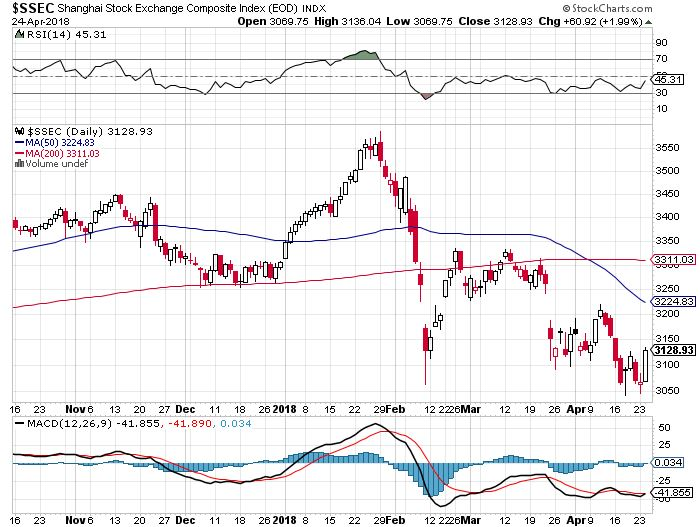 $SSEC Shanghai Stock Exchange Composite Index (EOD) INDX © StockCharts.com
24-Apr-2018 Open 3069.75 High 3136.04 Low 3069.75 Close 3128.93 Chg +60.92 (+1.99%)
RSI(14) 45.31
90
70
50
45.31
30
10
$SSEC (Daily) 3128.93
MA(50) 3224.83
MA(200) 3311.03
Volume undef
3550
3500
3450
3400
3350
3311.03
3300
3250
3224.83
3200
3150
3128.93
3100
3050
16 23 Nov 6 13 20 27 Dec 11 18 26 2018 8 15 22 29 Feb 12 22 26 Mar 12 19 26 Apr 9 16 23
MACD(12,26,9) -41.855, -41.890, 0.034
50
25
0.034
-25
-41.855
-50
16 23 Nov 6 13 20 27 Dec 11 18 26 2018 8 15 22 29 Feb 12 22 26 Mar 12 19 26 Apr 9 16 23